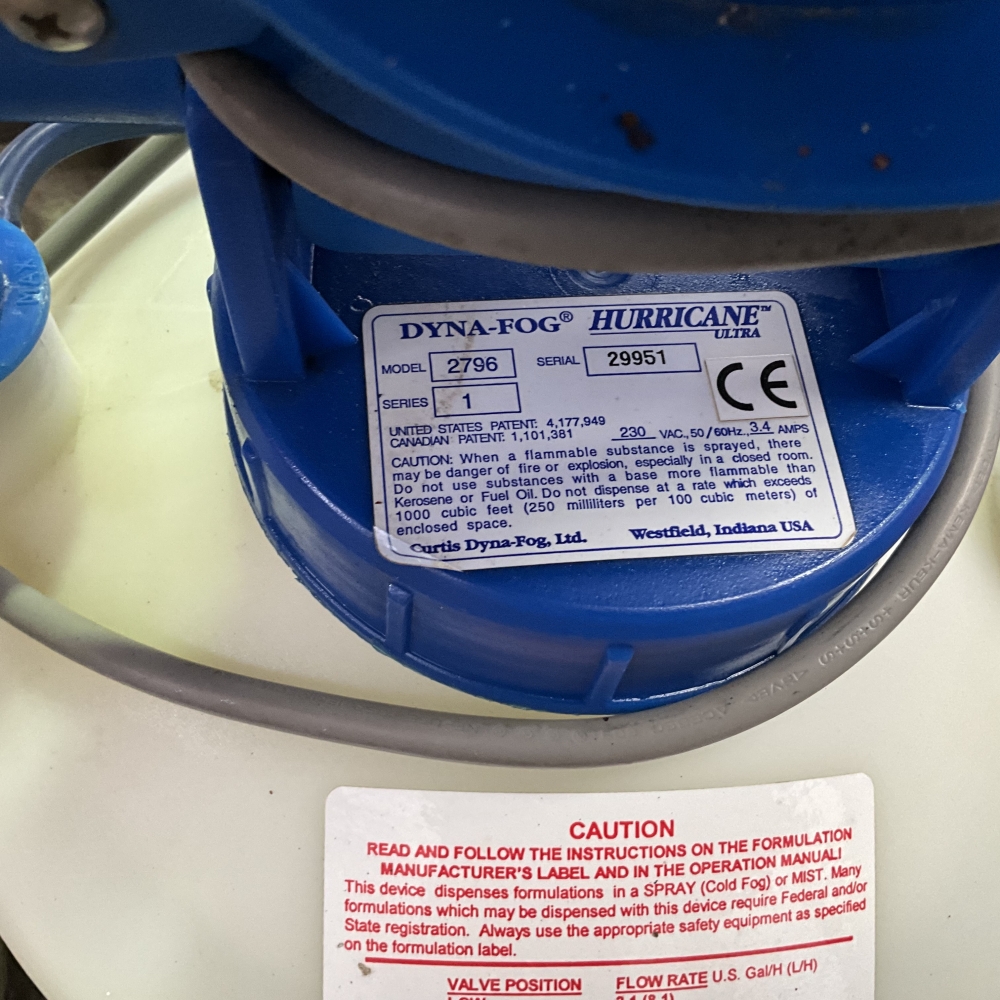 MAX
DYNA-FOG® HURRICANE™
ULTRA
MODEL 2796 SERIAL 29951
SERIES 1
CE
UNITED STATES PATENT: 4,177,949
CANADIAN PATENT: 1,101,381 230 VAC.,50/60Hz.,3.4 AMPS
CAUTION: When a flammable substance is sprayed, there
may be danger of fire or explosion, especially in a closed room.
Do not use substances with a base more flammable than
Kerosene or Fuel Oil. Do not dispense at a rate which exceeds
1000 cubic feet (250 milliliters per 100 cubic meters) of
enclosed space.
Curtis Dyna-Fog, Ltd. Westfield, Indiana USA
CAUTION
READ AND FOLLOW THE INSTRUCTIONS ON THE FORMULATION
MANUFACTURER'S LABEL AND IN THE OPERATION MANUAL!
This device dispenses formulations in a SPRAY (Cold Fog) or MIST. Many
formulations which may be dispensed with this device require Federal and/or
State registration. Always use the appropriate safety equipment as specified
on the formulation label.
VALVE POSITION FLOW RATE U.S. Gal/H (L/H)